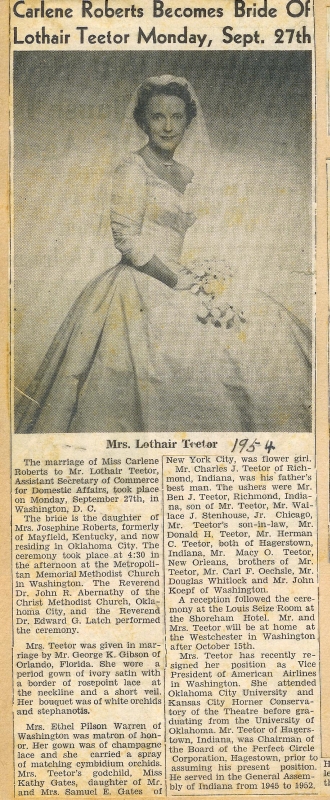 Carlene Roberts Becomes Bride Of
Lothair Teetor Monday, Sept. 27th
Mrs. Lothair Teetor 1954
The marriage of Miss Carlene
Roberts to Mr. Lothair Teetor,
Assistant Secretary of Commerce
for Domestic Affairs, took place
on Monday, September 27th, in
Washington, D. C.
The bride is the daughter of
Mrs. Josephine Roberts, formerly
of Mayfield, Kentucky, and now
residing in Oklahoma City. The
ceremony took place at 4:30 in
the afternoon at the Metropoli-
tan Memorial Methodist Church
in Washington. The Reverend
Dr. John R. Abernathy of the
Christ Methodist Church, Okla-
homa City, and the Reverend
Dr. Edward G. Latch performed
the ceremony.
Mrs. Teetor was given in mar-
riage by Mr. George K. Gibson of
Orlando, Florida. She wore a
period gown of ivory satin with
a border of rosepoint lace at
the neckline and a short veil.
Her bouquet was of white orchids
and stephanotis.
Mrs. Ethel Pilson Warren of
Washington was matron of hon-
or. Her gown was of champagne
lace and she carried a spray
of matching cymbidium orchids.
Mrs. Teetor's godchild, Miss
Kathy Gates, daughter of Mr.
and Mrs. Samuel E. Gates of
New York City, was flower girl.
Mr. Charles J. Teetor of Rich-
mond, Indiana, was his father's
best man. The ushers were Mr.
Ben J. Teetor, Richmond, India-
na, son of Mr. Teetor, Mr. Wal-
lace J. Stenhouse, Jr. Chicago,
Mr. Teetor's son-in-law, Mr.
Donald H. Teetor, Mr. Herman
C. Teetor, both of Hagerstown,
Indiana, Mr. Macy O. Teetor,
New Orleans, brothers of Mr.
Teetor, Mr. Carl F. Oechsle, Mr.
Douglas Whitlock and Mr. John
Koepf of Washington.
A reception followed the cere-
mony at the Louis Seize Room at
the Shoreham Hotel. Mr. and
Mrs. Teetor will be at home at
the Westchester in Washington
after October 15th.
Mrs. Teetor has recently re-
signed her position as Vice
President of American Airlines
in Washington. She attended
Oklahoma City University and
Kansas City Horner Conserva-
tory of the Theatre before gra-
duating from the University of
Oklahoma. Mr. Teetor of Hagers-
town, Indiana, was Chairman of
the Board of the Perfect Circle
Corporation, Hagerstown, prior to
assuming his present position.
He served in the General Assem-
bly of Indiana from 1945 to 1952.